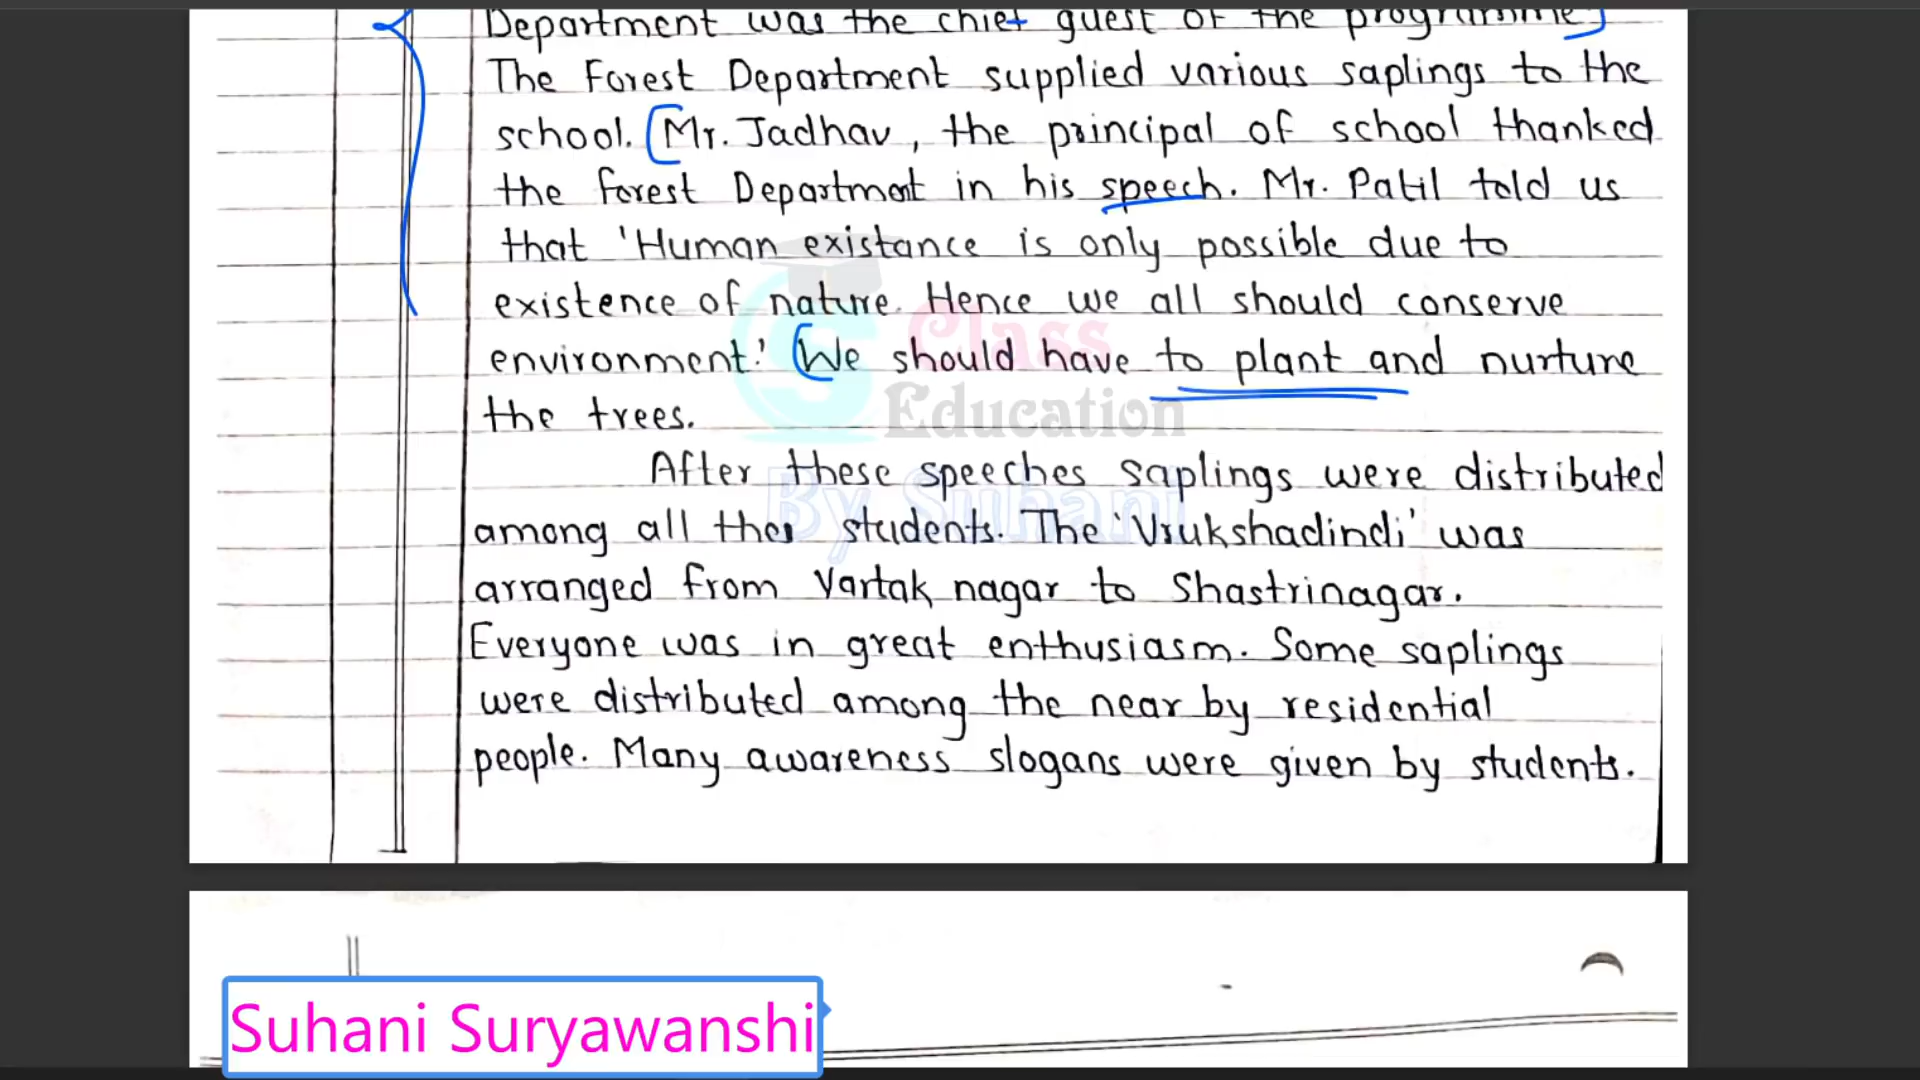 Department was the chief guest of the programme
The Forest Department supplied various saplings to the
school. Mr. Jadhav, the principal of school thanked
the forest Department in his speech. Mr. Patil told us
that 'Human existance is only possible due to
existence of nature. Hence we all should conserve
environment.' We should have to plant and nurture
the trees.
After these speeches saplings were distributed
among all the students. The 'Vrukshadindi' was
arranged from Vartak nagar to Shastrinagar.
Everyone was in great enthusiasm. Some saplings
were distributed among the near by residential
people. Many awareness slogans were given by students.
Class
Education
By Suhani
Suhani Suryawanshi